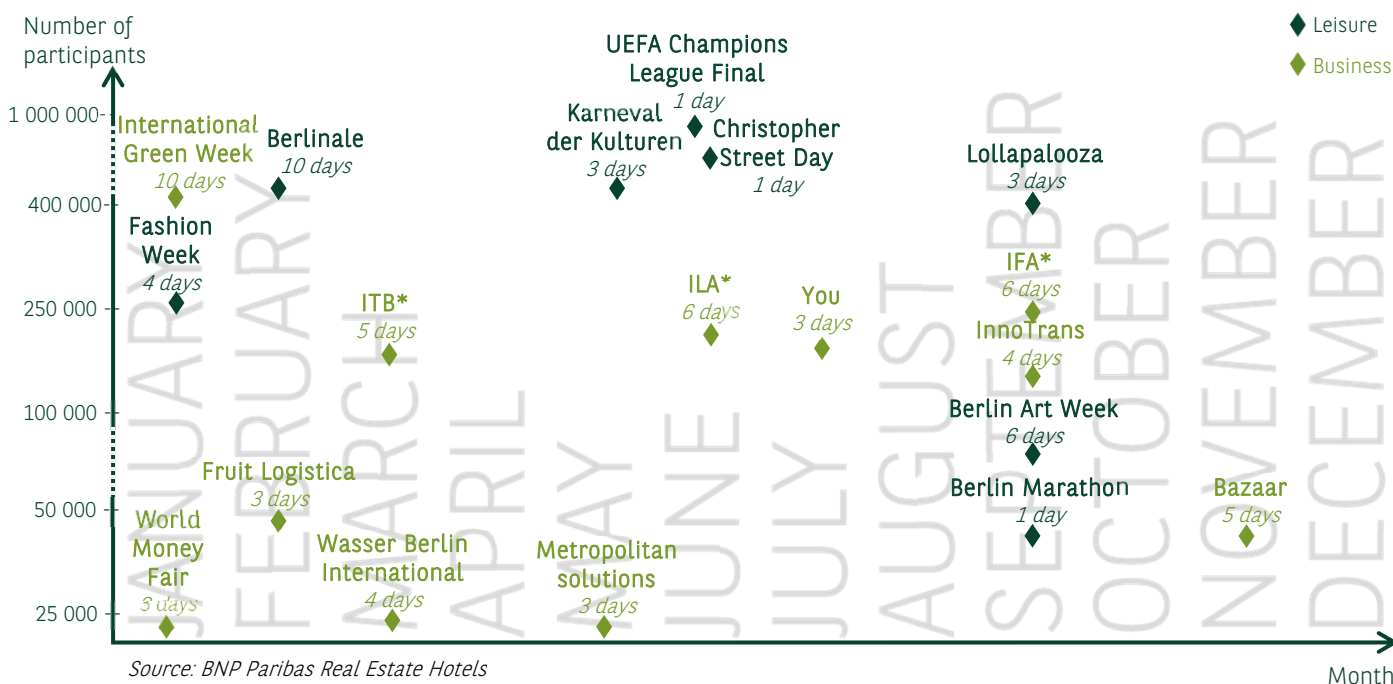 Number of
participants
Leisure
Business
1 000 000
400 000
250 000
100 000
50 000
25 000
International
Green Week
10 days
Fashion
Week
4 days
World
Money
Fair
3 days
Berlinale
10 days
Fruit Logistica
3 days
ITB*
5 days
Wasser Berlin
International
4 days
Karneval
der Kulturen
3 days
Metropolitan
solutions
3 days
UEFA Champions
League Final
1 day
Christopher
Street Day
1 day
ILA*
6 days
You
3 days
Lollapalooza
3 days
IFA*
6 days
InnoTrans
4 days
Berlin Art Week
6 days
Berlin Marathon
1 day
Bazaar
5 days
JANUARY
FEBRUARY
MARCH
APRIL
MAY
JUNE
JULY
AUGUST
SEPTEMBER
OCTOBER
NOVEMBER
DECEMBER
Source: BNP Paribas Real Estate Hotels
Month